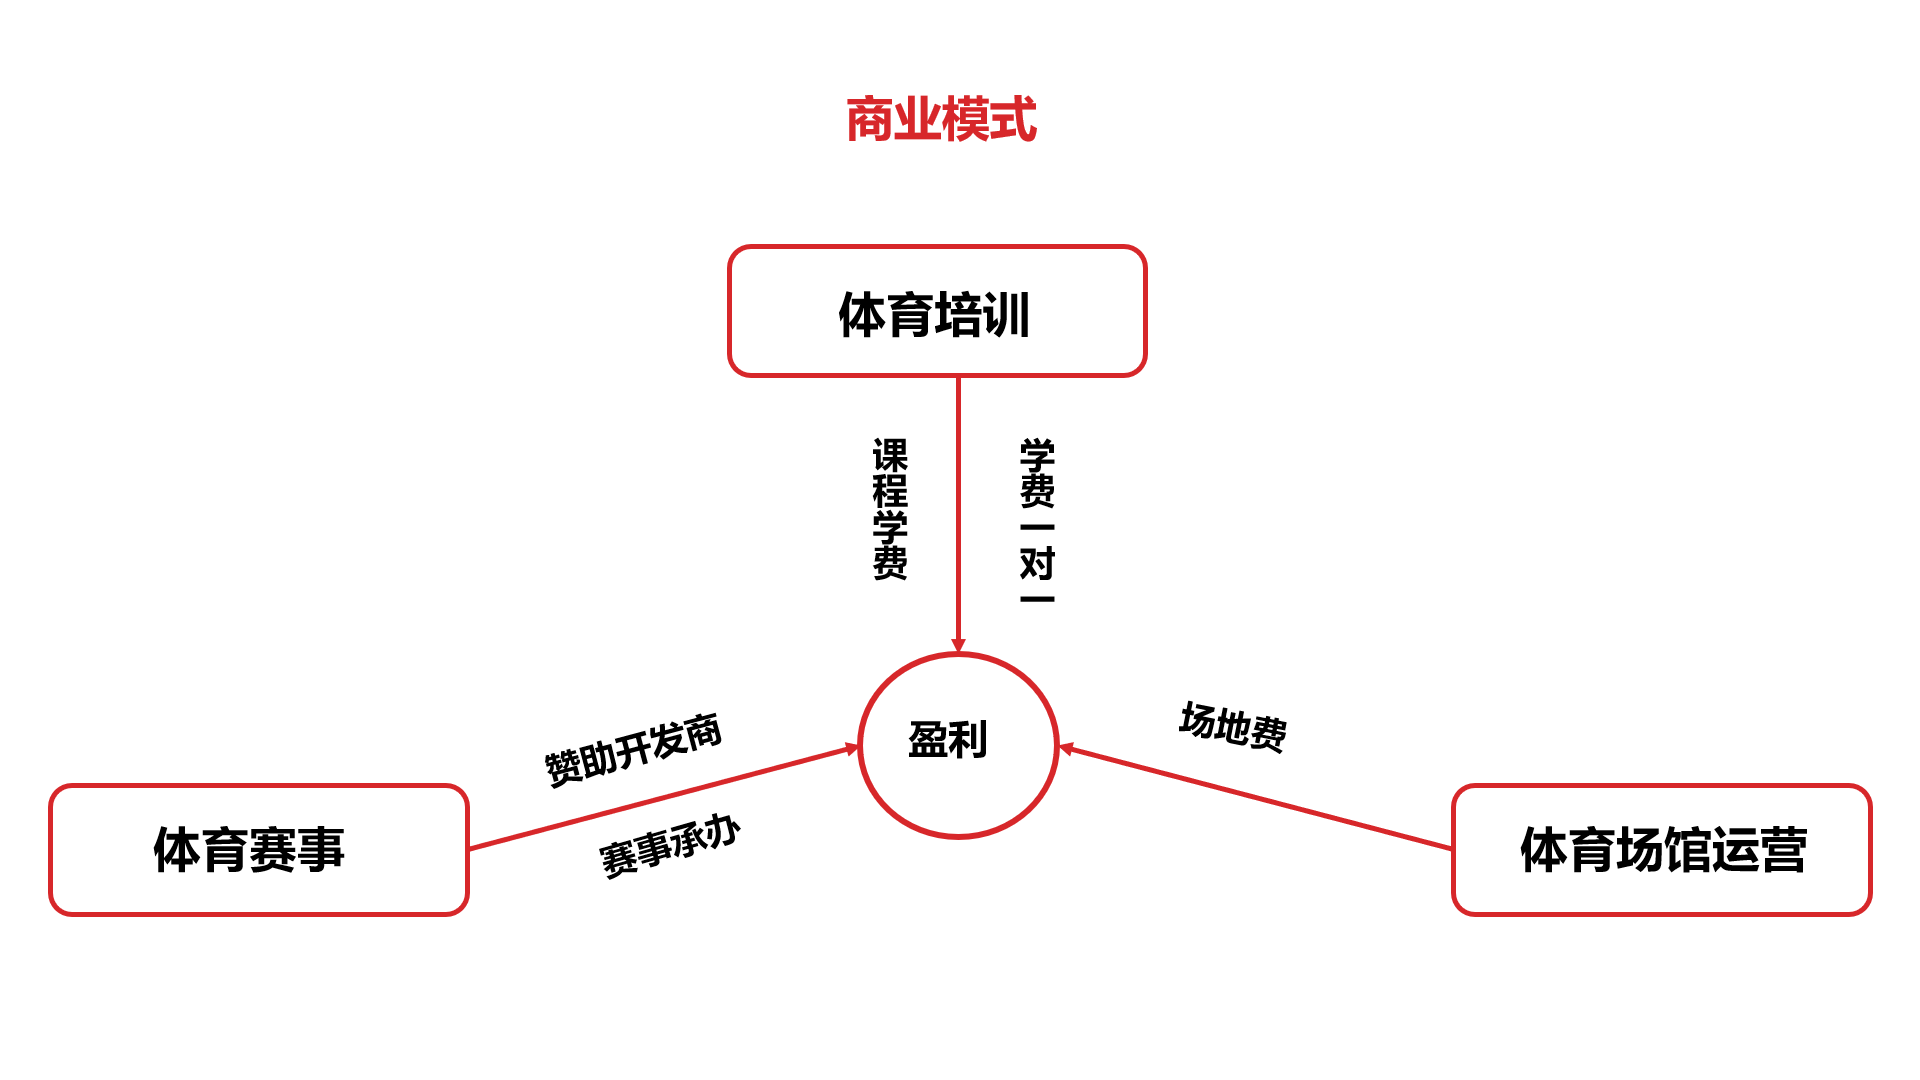 商业模式
体育培训
课程学费
学费一对一
盈利
赞助开发商
赛事承办
场地费
体育赛事
体育场馆运营